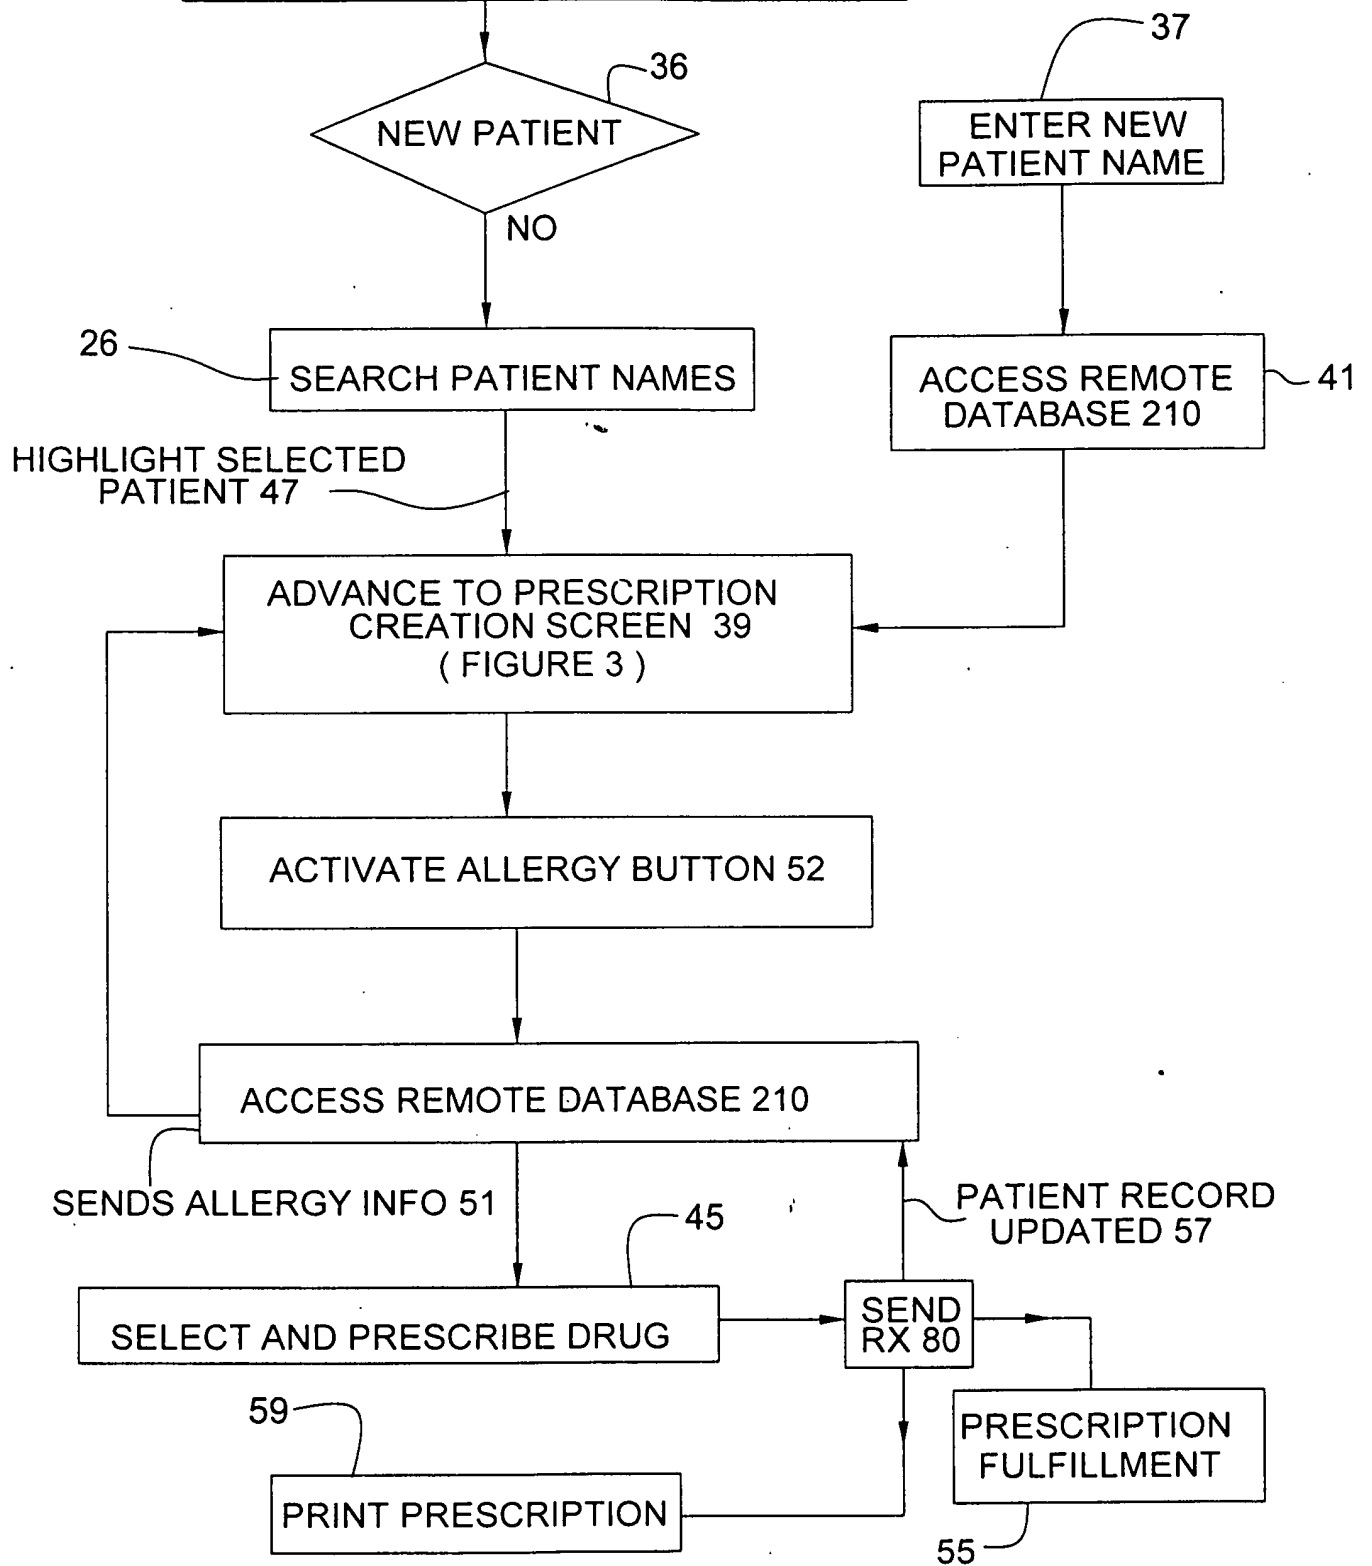 37
36
NEW PATIENT
ENTER NEW
PATIENT NAME
NO
26
SEARCH PATIENT NAMES
ACCESS REMOTE
DATABASE 210
41
HIGHLIGHT SELECTED
PATIENT 47
ADVANCE TO PRESCRIPTION
CREATION SCREEN 39
( FIGURE 3 )
ACTIVATE ALLERGY BUTTON 52
ACCESS REMOTE DATABASE 210
SENDS ALLERGY INFO 51
45
PATIENT RECORD
UPDATED 57
SELECT AND PRESCRIBE DRUG
SEND
RX 80
59
PRESCRIPTION
FULFILLMENT
PRINT PRESCRIPTION
55